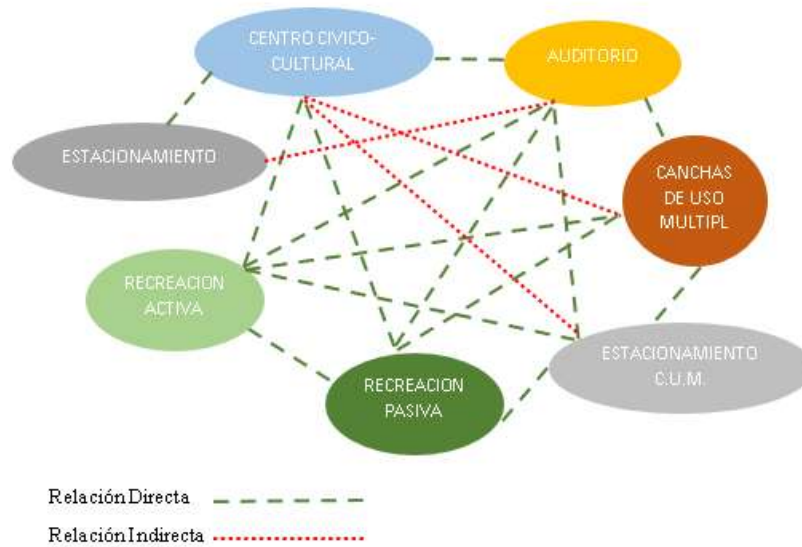 CENTRO CIVICO-
CULTURAL
AUDITORIO
ESTACIONAMIENTO
CANCHAS
DE USO
MULTIPL
RECREACION
ACTIVA
ESTACIONAMIENTO
C.U.M.
RECREACION
PASIVA
Relación Directa
Relación Indirecta